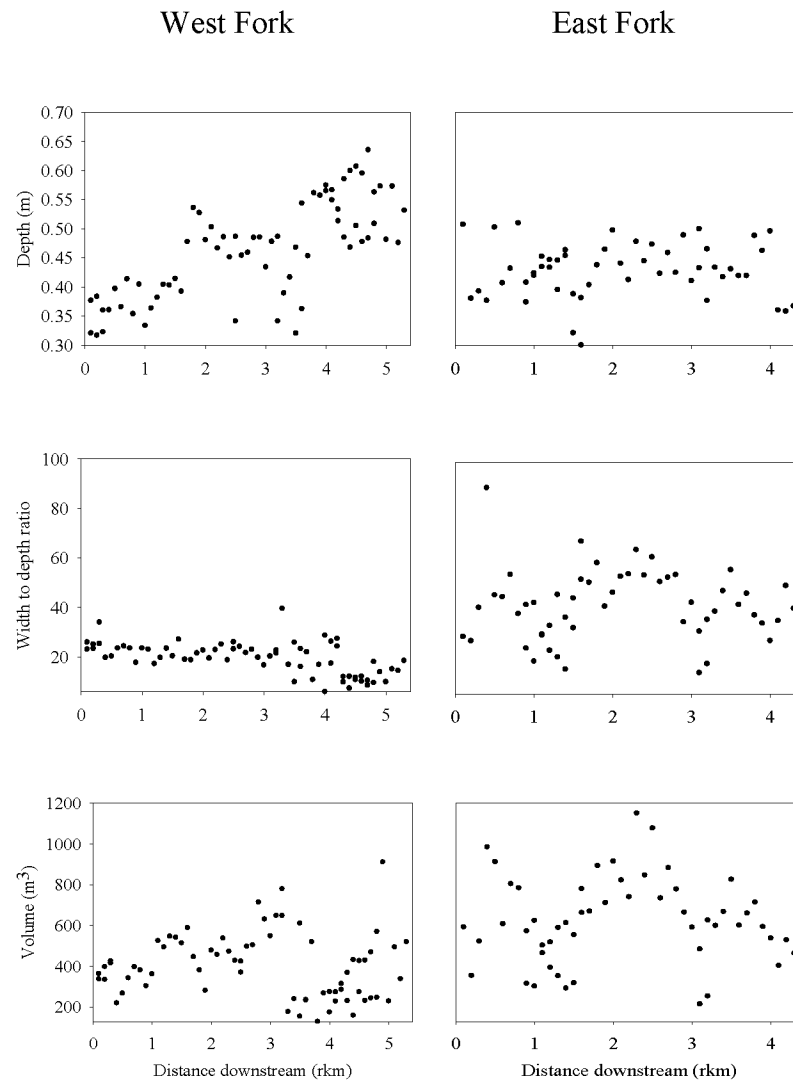 West Fork
East Fork
0.70
0.65
0.60
0.55
0.50
0.45
0.40
0.35
0.30
Depth (m)
0 1 2 3 4 5
0 1 2 3 4
100
80
60
40
20
Width to depth ratio
0 1 2 3 4 5
0 1 2 3 4
1200
1000
800
600
400
200
Volume (m³)
0 1 2 3 4 5
0 1 2 3 4
Distance downstream (rkm)
Distance downstream (rkm)